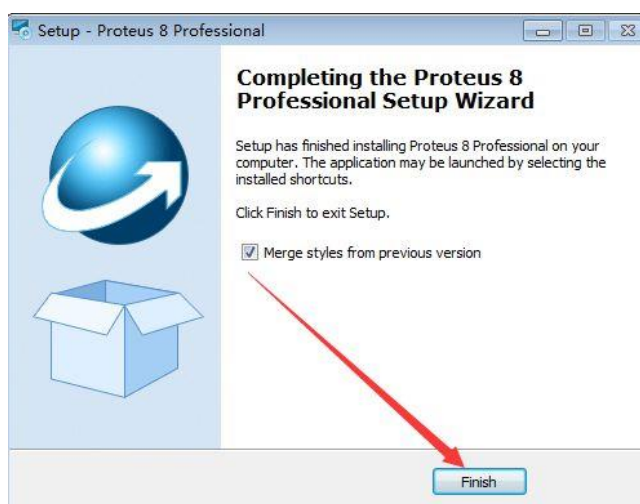 Setup - Proteus 8 Professional
Completing the Proteus 8
Professional Setup Wizard
Setup has finished installing Proteus 8 Professional on your
computer. The application may be launched by selecting the
installed shortcuts.
Click Finish to exit Setup.
Merge styles from previous version
Finish